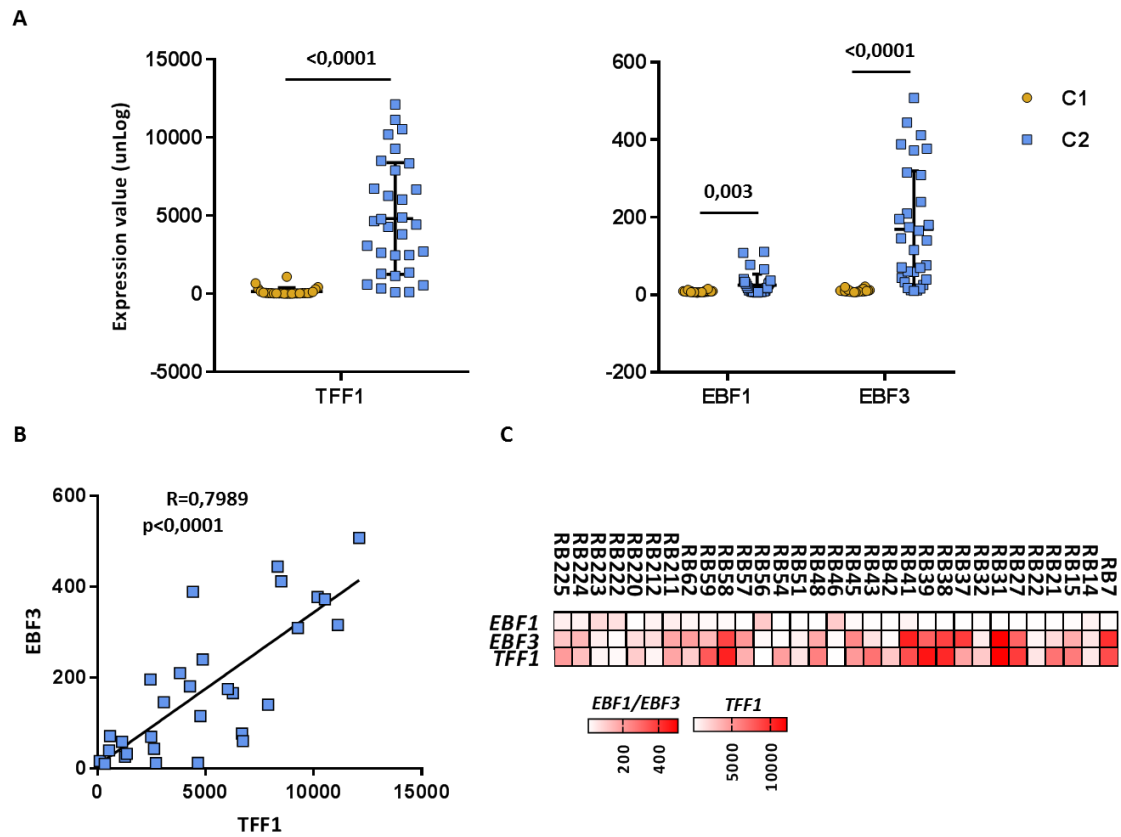 A
Expression value (unLog)
15000
10000
5000
0
-5000
<0,0001
TFF1
600
400
200
0
-200
0,003
<0,0001
EBF1
EBF3
C1
C2
B
R=0,7989
p<0,0001
EBF3
600
400
200
0
0
5000
10000
15000
TFF1
C
RB225
RB224
RB223
RB222
RB220
RB212
RB211
RB62
RB59
RB58
RB57
RB56
RB54
RB51
RB48
RB46
RB45
RB43
RB42
RB41
RB39
RB38
RB37
RB32
RB31
RB27
RB22
RB21
RB15
RB14
RB7
EBF1
EBF3
TFF1
EBF1/EBF3
200
400
TFF1
5000
10000